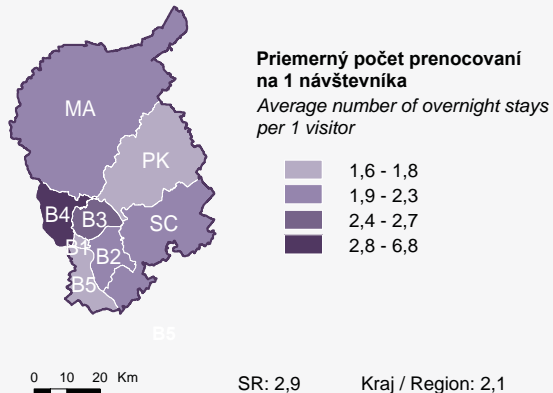 Priemerný počet prenocovaní
na 1 návštevníka
Average number of overnight stays
per 1 visitor
1,6 - 1,8
1,9 - 2,3
2,4 - 2,7
2,8 - 6,8
MA
PK
B4
B3
SC
B1
B2
B5
B5
0 10 20 Km
SR: 2,9 Kraj / Region: 2,1